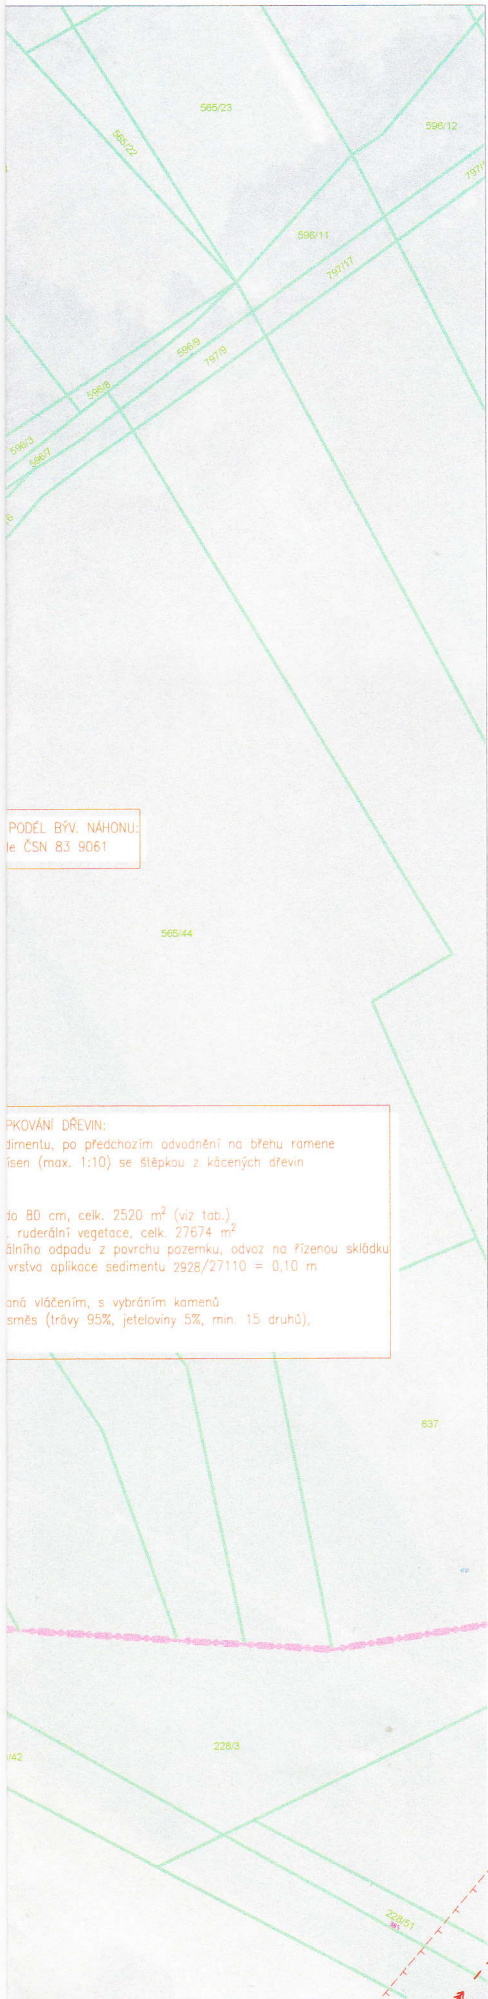 565/23
565/22
596/12
596/11
797/17
596/9
797/9
596/8
596/3
596/7
PODÉL BÝV. NÁHONU:
le ČSN 83 9061
565/44
PKOVÁNÍ DŘEVIN:
dimentu, po předchozím odvodnění na břehu ramene
ísen (max. 1:10) se štěpkou z kácených dřevin
do 80 cm, celk. 2520 m² (viz tab.)
, ruderální vegetace, celk. 27674 m²
álního odpadu z povrchu pozemku, odvoz na řízenou skládku
vrstva aplikace sedimentu 2928/27110 = 0,10 m
aná vláčením, s vybráním kamenů
směs (trávy 95%, jeteloviny 5%, min. 15 druhů),
837
228/3
/42
228/51